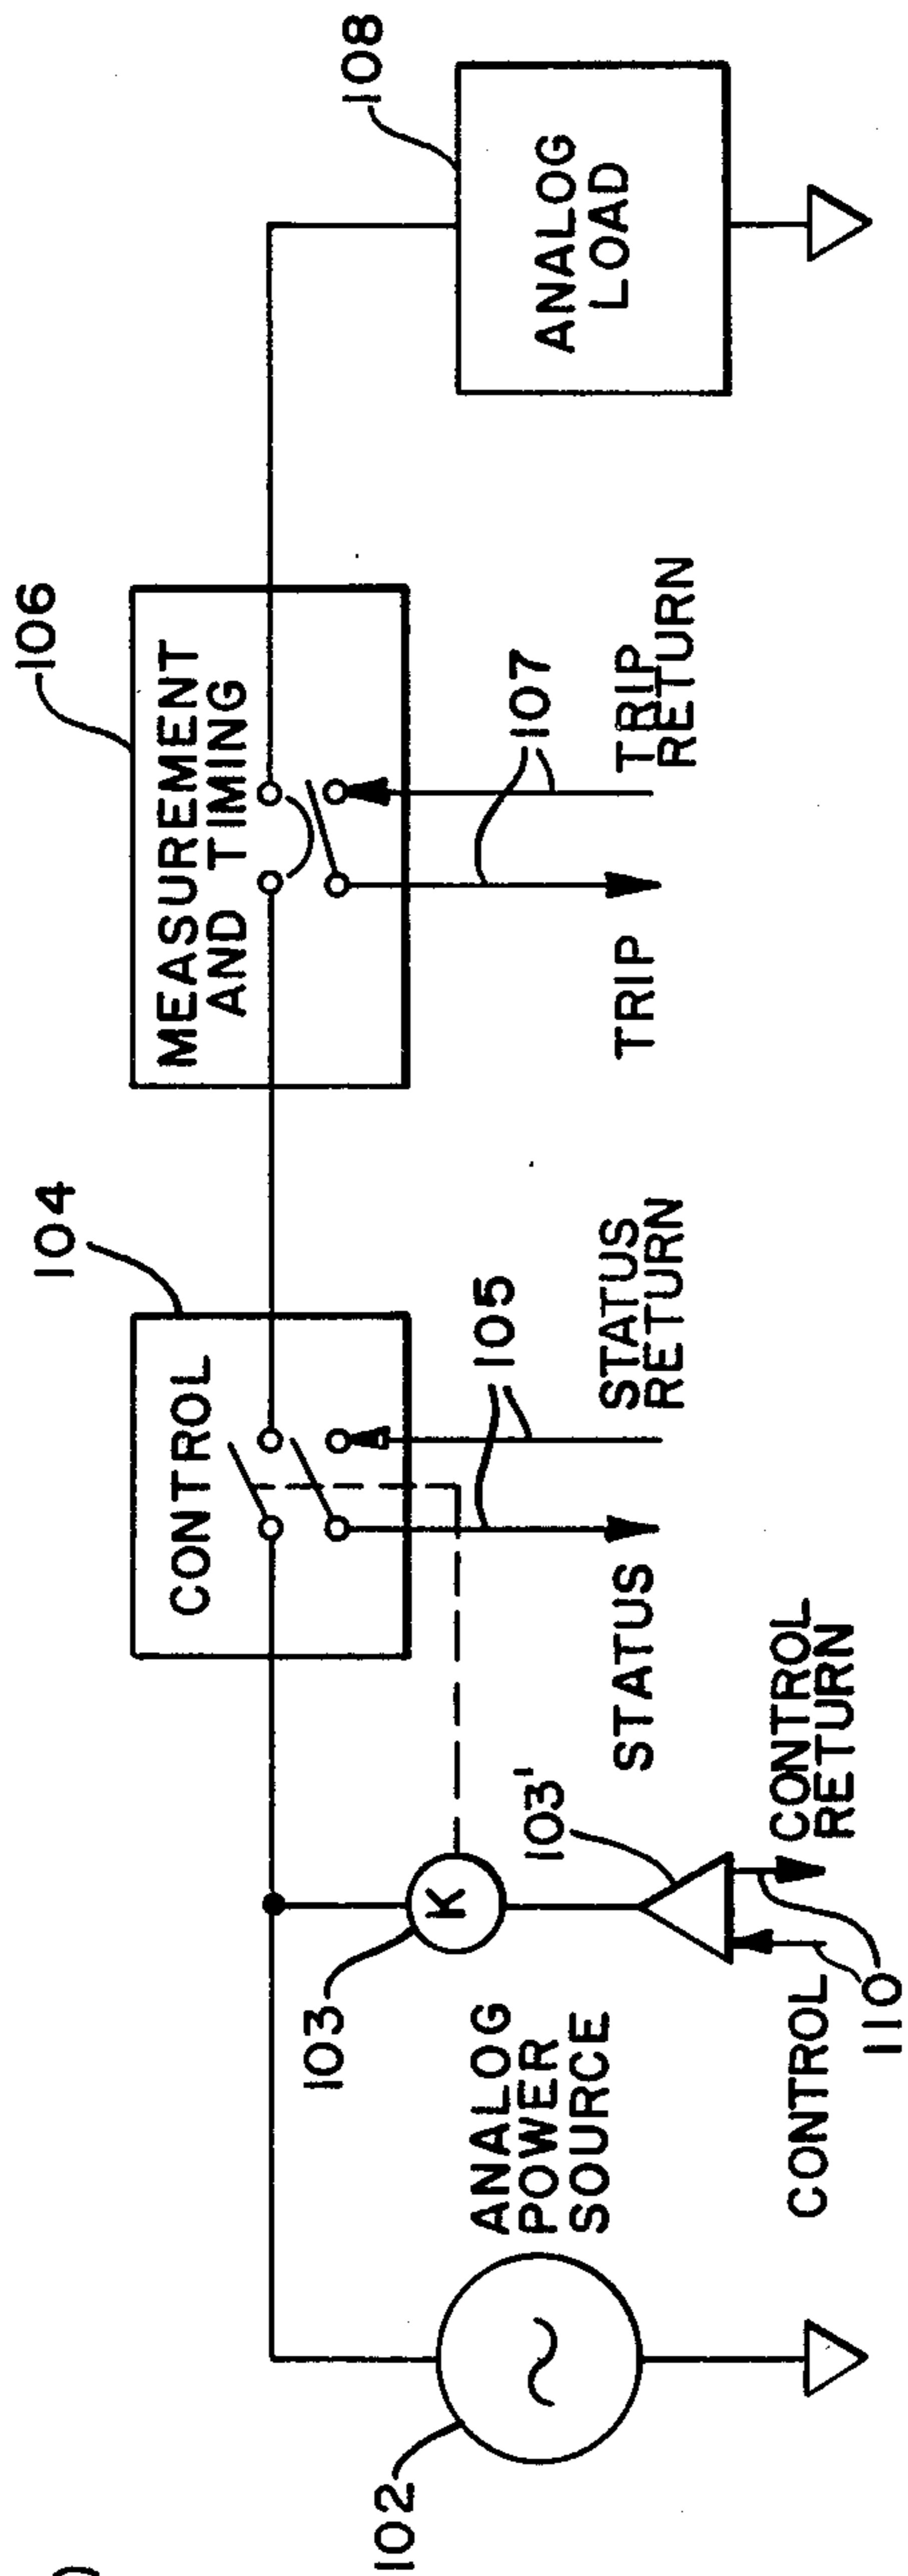 102
ANALOG
POWER
SOURCE
103
K
103'
CONTROL
110
CONTROL
RETURN
104
CONTROL
STATUS
105
STATUS
RETURN
106
MEASUREMENT
AND TIMING
TRIP
107
TRIP
RETURN
108
ANALOG
LOAD